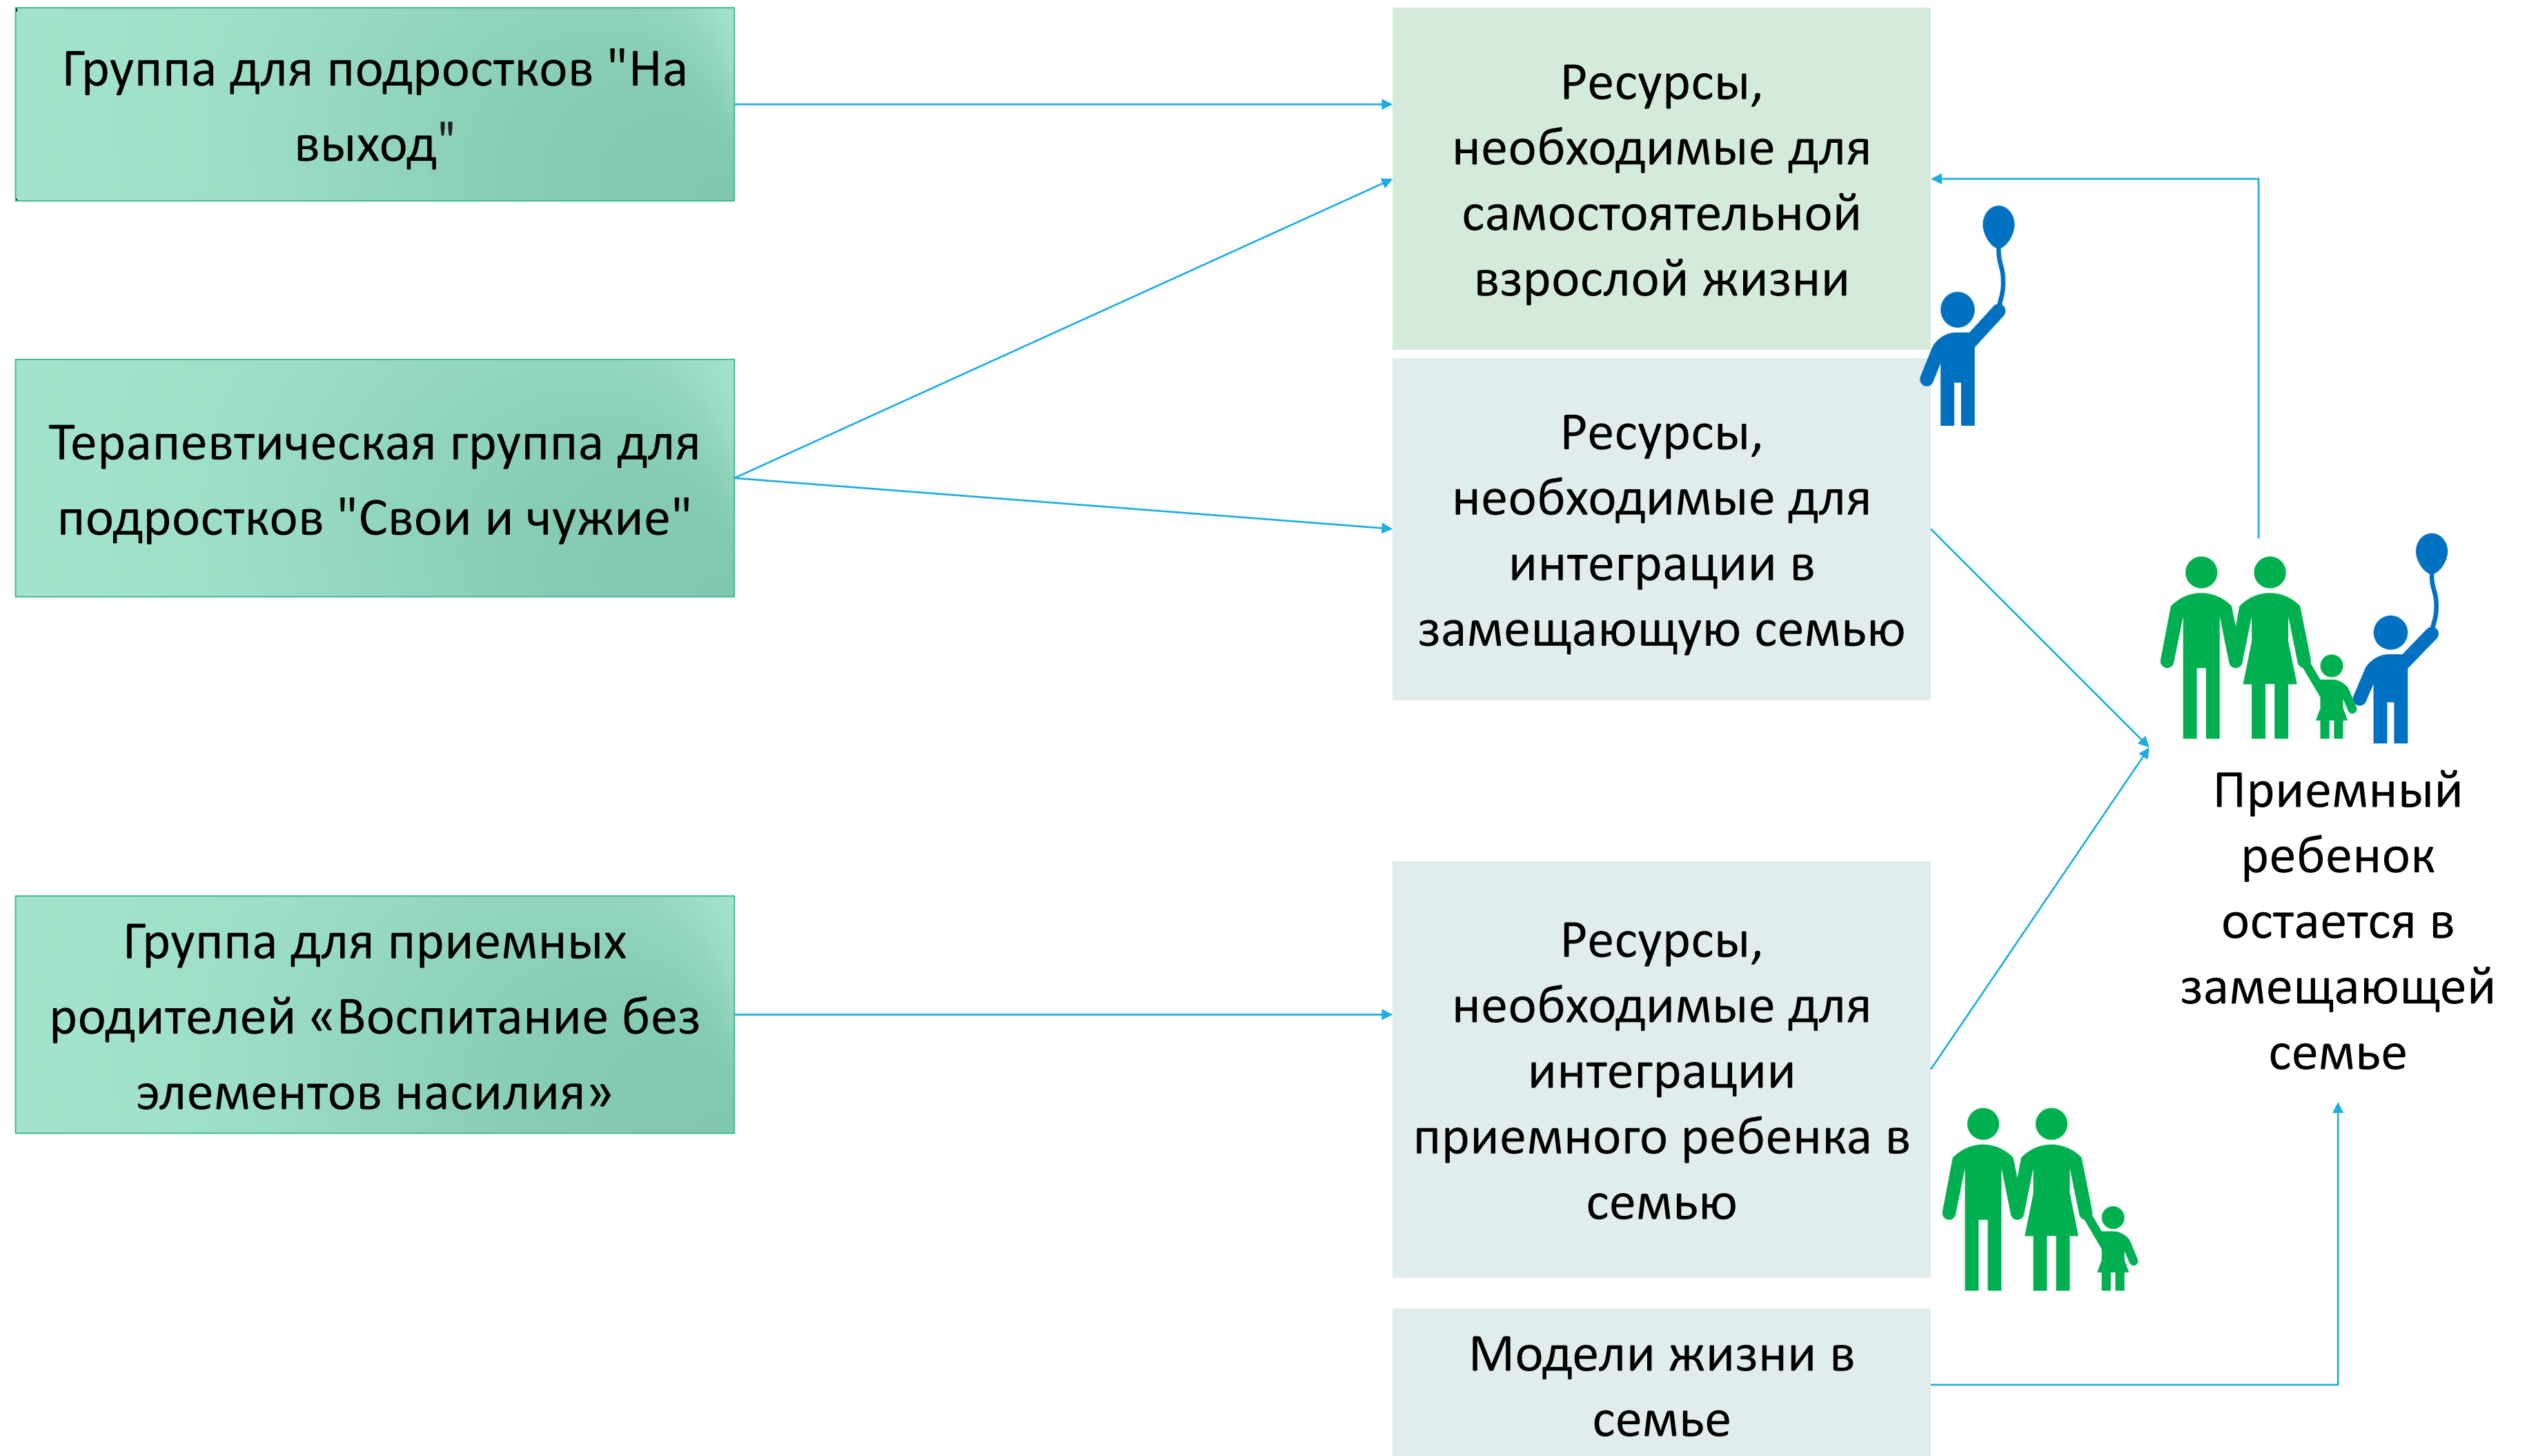 Группа для подростков "На
выход"
Терапевтическая группа для
подростков "Свои и чужие"
Группа для приемных
родителей «Воспитание без
элементов насилия»
Ресурсы,
необходимые для
самостоятельной
взрослой жизни
Ресурсы,
необходимые для
интеграции в
замещающую семью
Ресурсы,
необходимые для
интеграции
приемного ребенка в
семью
Модели жизни в
семье
Приемный
ребенок
остается в
замещающей
семье